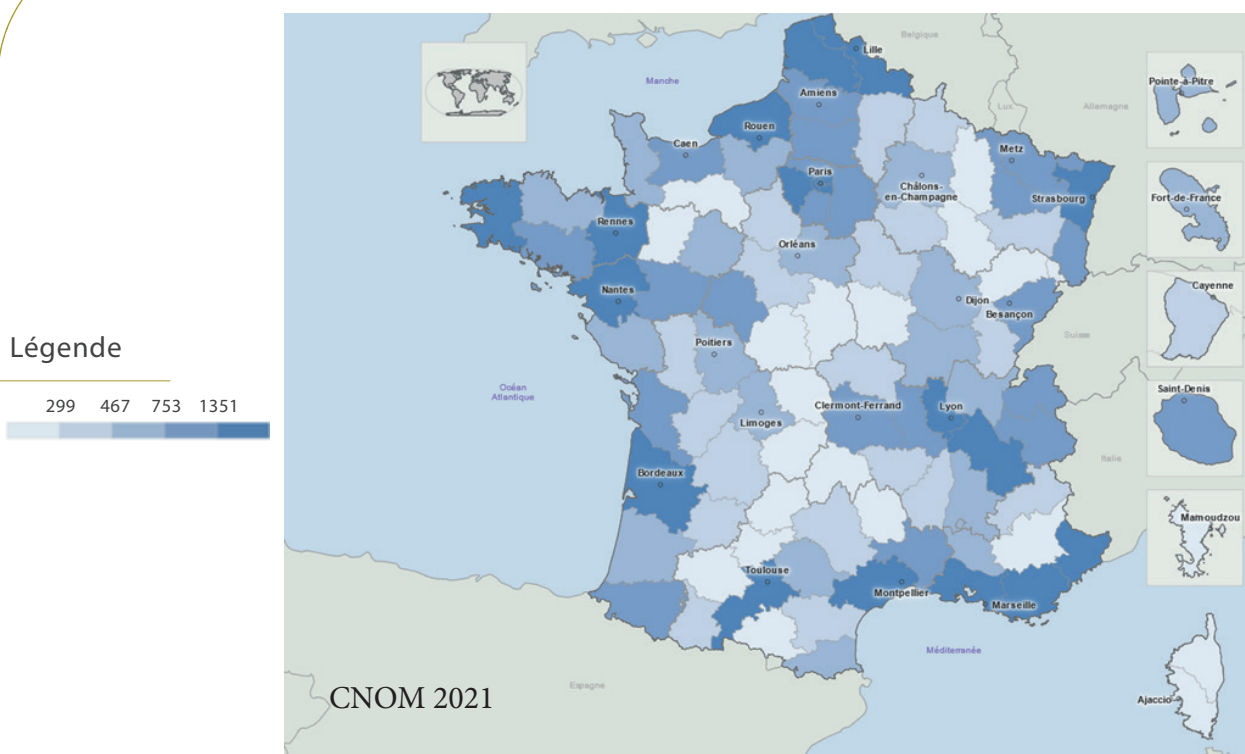 Légende
299 467 753 1351
Belgique
Lille
Manche
Pointe-à-Pitre
Amiens
Lux.
Allemagne
Rouen
Caen
Metz
Paris
Châlons-
en-Champagne
Strasbourg
Fort-de-France
Rennes
Orléans
Cayenne
Nantes
Dijon
Besançon
Suisse
Poitiers
Océan
Atlantique
Saint-Denis
Clermont-Ferrand
Lyon
Limoges
Italie
Bordeaux
Mamoudzou
Toulouse
Montpellier
Marseille
Méditerranée
Espagne
CNOM 2021
Ajaccio